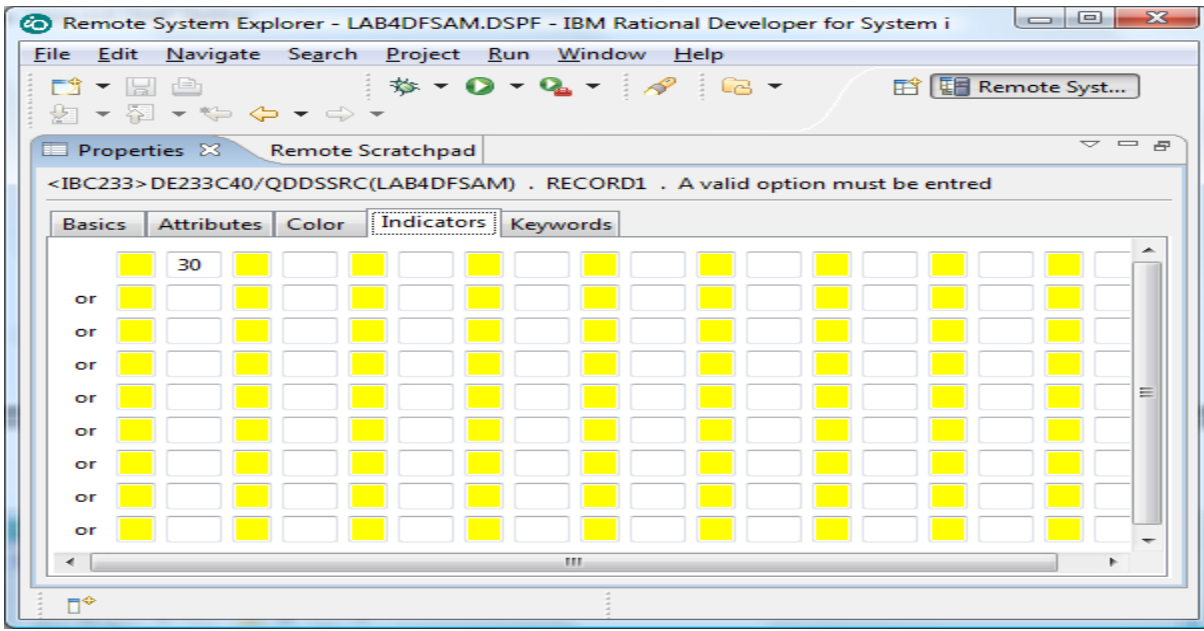 Remote System Explorer - LAB4DFSAM.DSPF - IBM Rational Developer for System i
File Edit Navigate Search Project Run Window Help
Remote Syst...
Properties Remote Scratchpad
<IBC233>DE233C40/QDDSSRC(LAB4DFSAM) . RECORD1 . A valid option must be entred
Basics Attributes Color Indicators Keywords
30
or
or
or
or
or
or
or
or